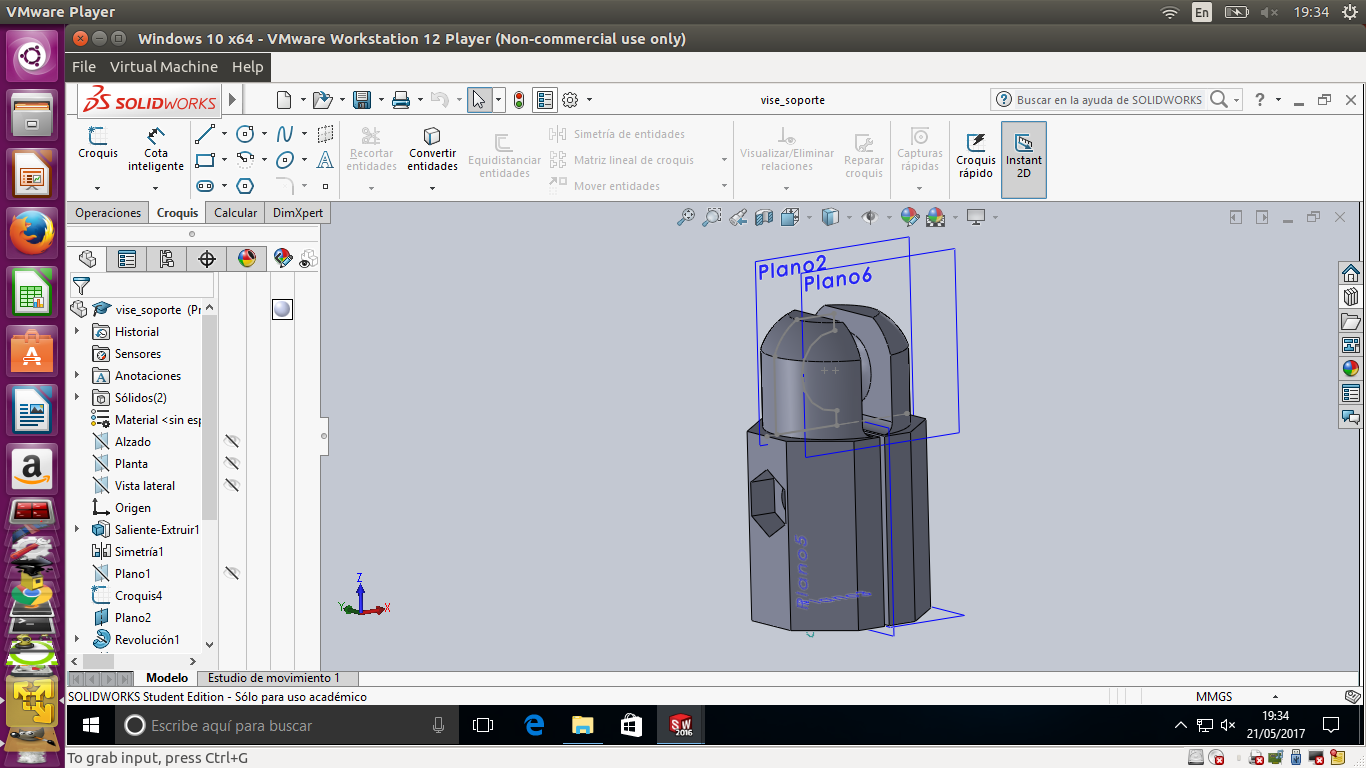 VMware Player
En
19:34
Windows 10 x64 - VMware Workstation 12 Player (Non-commercial use only)
File Virtual Machine Help
SOLIDWORKS
vise_soporte
Buscar en la ayuda de SOLIDWORKS
Croquis
Cota inteligente
Recortar entidades
Convertir entidades
Equidistanciar entidades
Simetría de entidades
Matriz lineal de croquis
Mover entidades
Visualizar/Eliminar relaciones
Reparar croquis
Capturas rápidas
Croquis rápido
Instant 2D
Operaciones Croquis Calcular DimXpert
vise_soporte (Pr
Historial
Sensores
Anotaciones
Sólidos(2)
Material <sin esp
Alzado
Planta
Vista lateral
Origen
Saliente-Extruir1
Simetría1
Plano1
Croquis4
Plano2
Revolución1
Plano2
Plano6
Plano5
Z
Y
X
Modelo Estudio de movimiento 1
SOLIDWORKS Student Edition - Sólo para uso académico
MMGS
Escribe aquí para buscar
SW
2016
19:34
21/05/2017
To grab input, press Ctrl+G